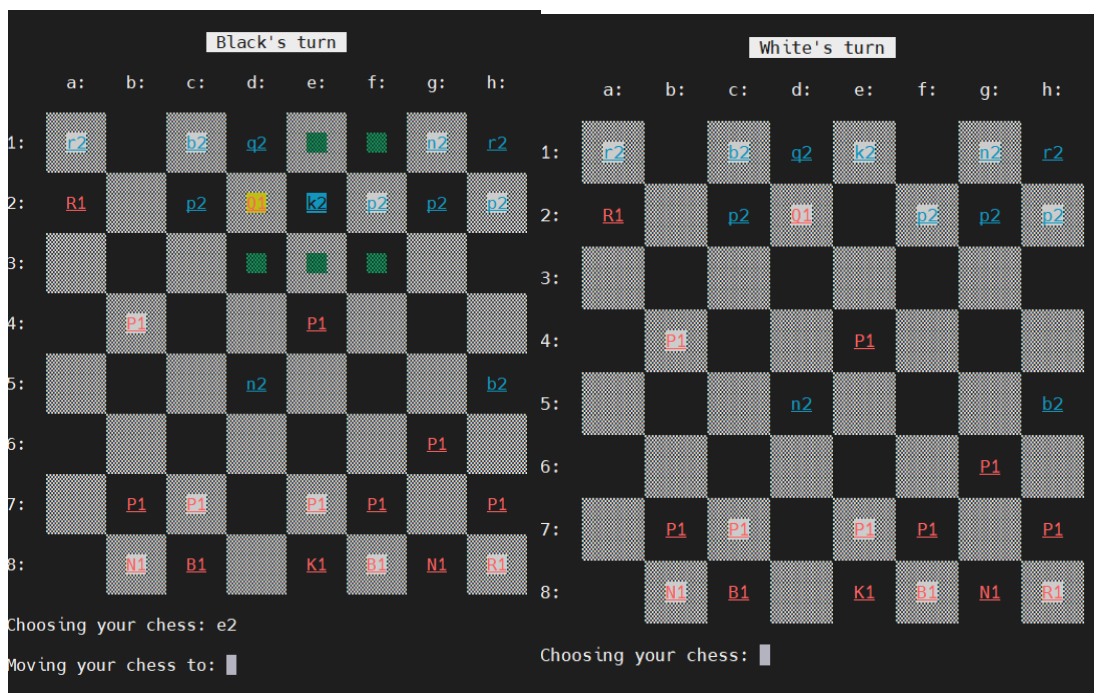 Black's turn
a: b: c: d: e: f: g: h:
1: r2 b2 q2 n2 r2
2: R1 p2 Q1 k2 p2 p2 p2
3:
4: P1 P1
5: n2 b2
6: P1
7: P1 P1 P1 P1 P1
8: N1 B1 K1 B1 N1 R1
Choosing your chess: e2
Moving your chess to:
White's turn
a: b: c: d: e: f: g: h:
1: r2 b2 q2 k2 n2 r2
2: R1 p2 Q1 p2 p2 p2
3:
4: P1 P1
5: n2 b2
6: P1
7: P1 P1 P1 P1 P1
8: N1 B1 K1 B1 N1 R1
Choosing your chess: